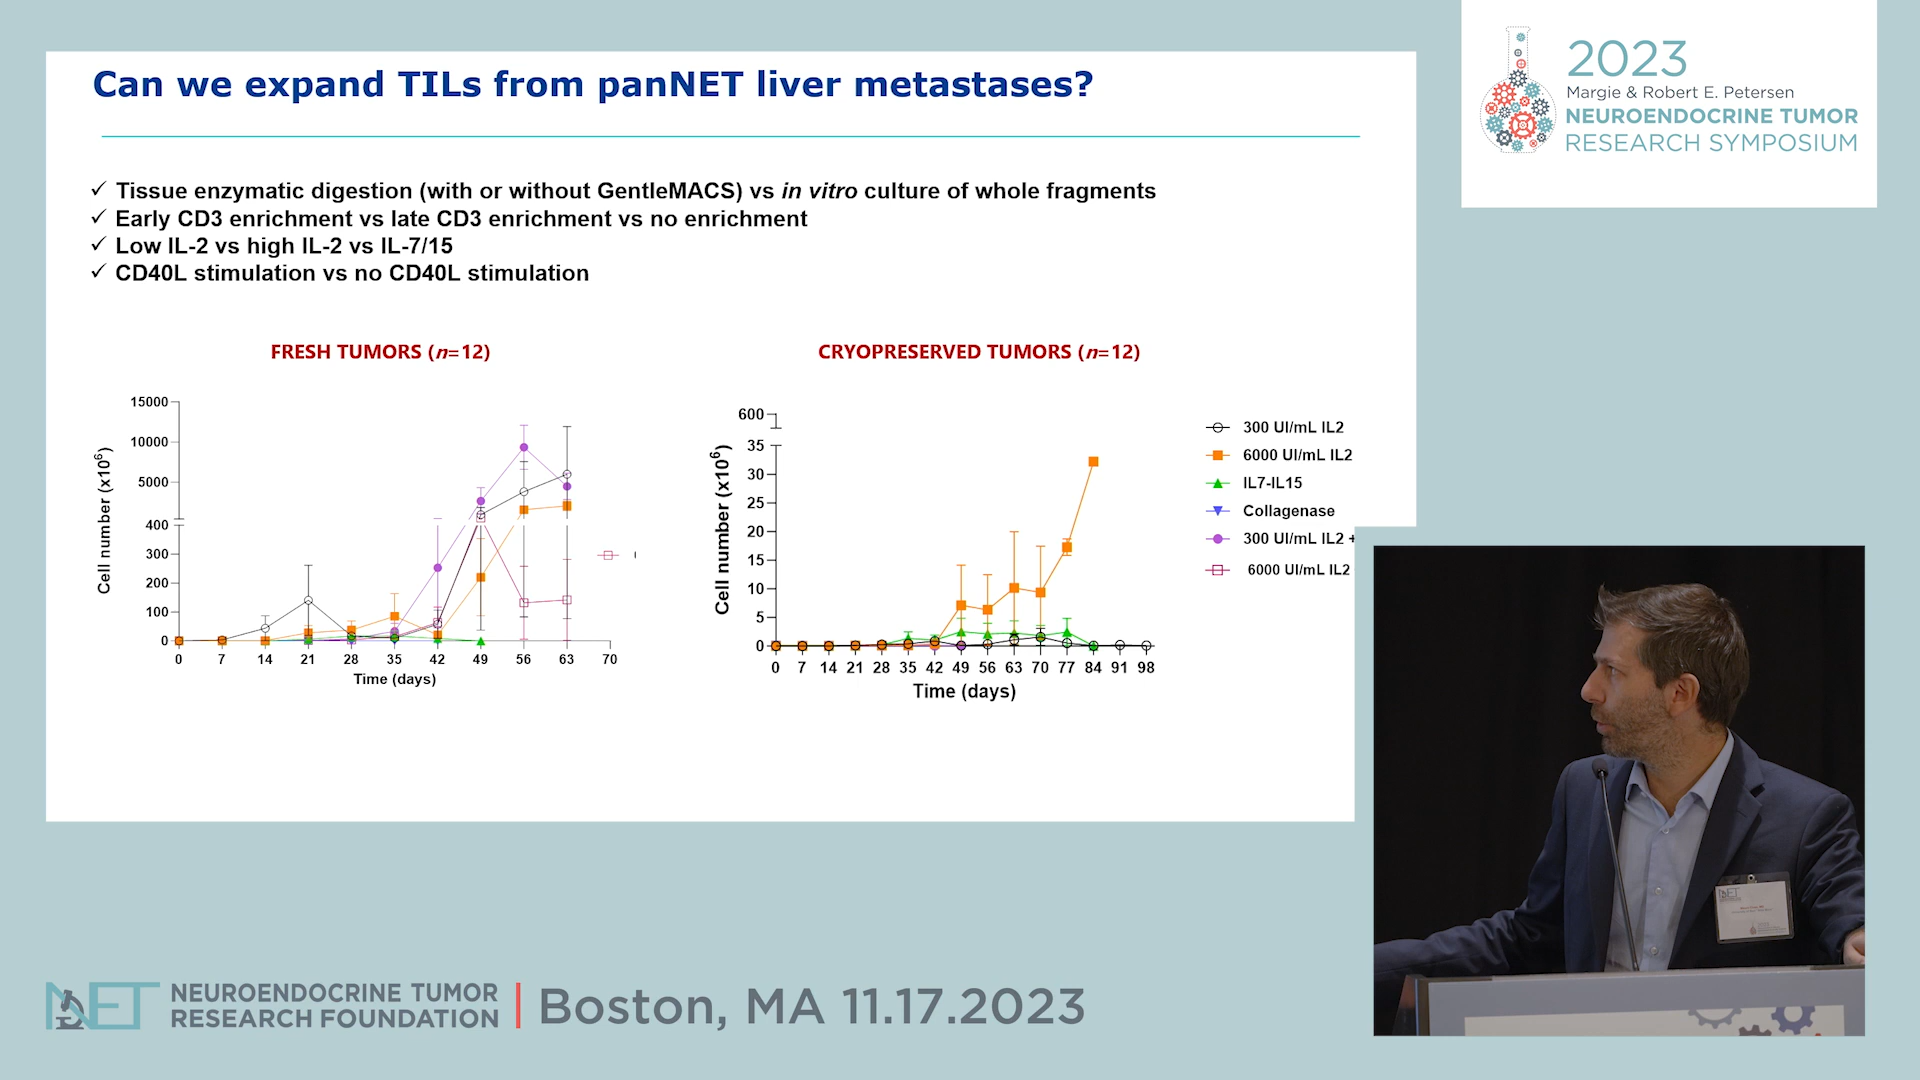 Can we expand TILs from panNET liver metastases?
✓ Tissue enzymatic digestion (with or without GentleMACS) vs in vitro culture of whole fragments
✓ Early CD3 enrichment vs late CD3 enrichment vs no enrichment
✓ Low IL-2 vs high IL-2 vs IL-7/15
✓ CD40L stimulation vs no CD40L stimulation
FRESH TUMORS (n=12)
Cell number (x10⁶)
15000
10000
5000
400
300
200
100
0
0 7 14 21 28 35 42 49 56 63 70
Time (days)
CRYOPRESERVED TUMORS (n=12)
Cell number (x10⁶)
600
35
30
25
20
15
10
5
0
0 7 14 21 28 35 42 49 56 63 70 77 84 91 98
Time (days)
300 UI/mL IL2
6000 UI/mL IL2
IL7-IL15
Collagenase
300 UI/mL IL2 +
6000 UI/mL IL2
2023
Margie & Robert E. Petersen
NEUROENDOCRINE TUMOR
RESEARCH SYMPOSIUM
NET
NEUROENDOCRINE TUMOR
RESEARCH FOUNDATION
Boston, MA 11.17.2023